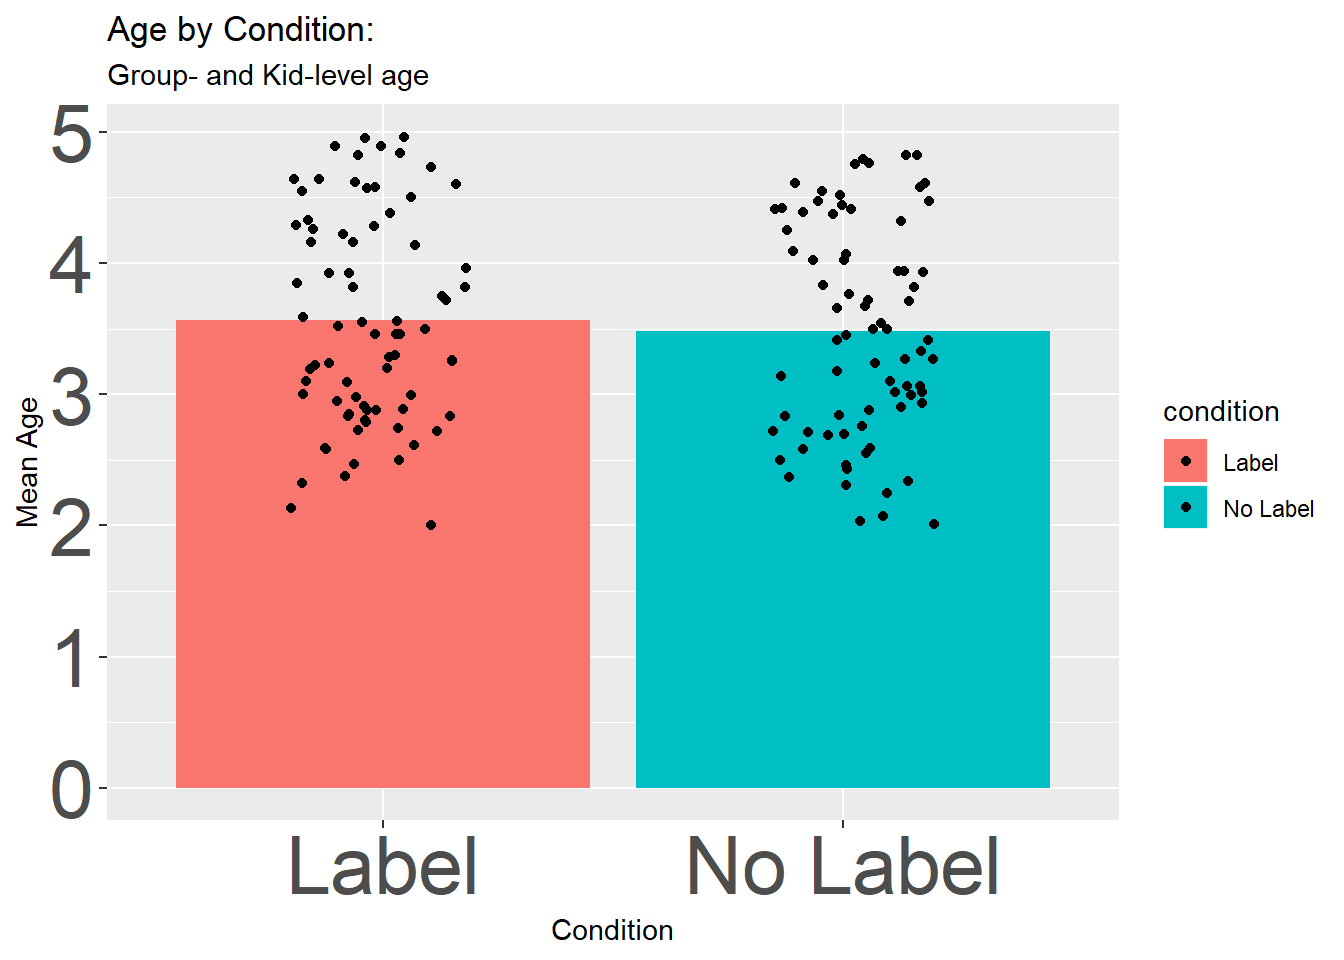 Age by Condition:
Group- and Kid-level age
5
4
3
2
1
0
Mean Age
Label
No Label
Condition
condition
Label
No Label